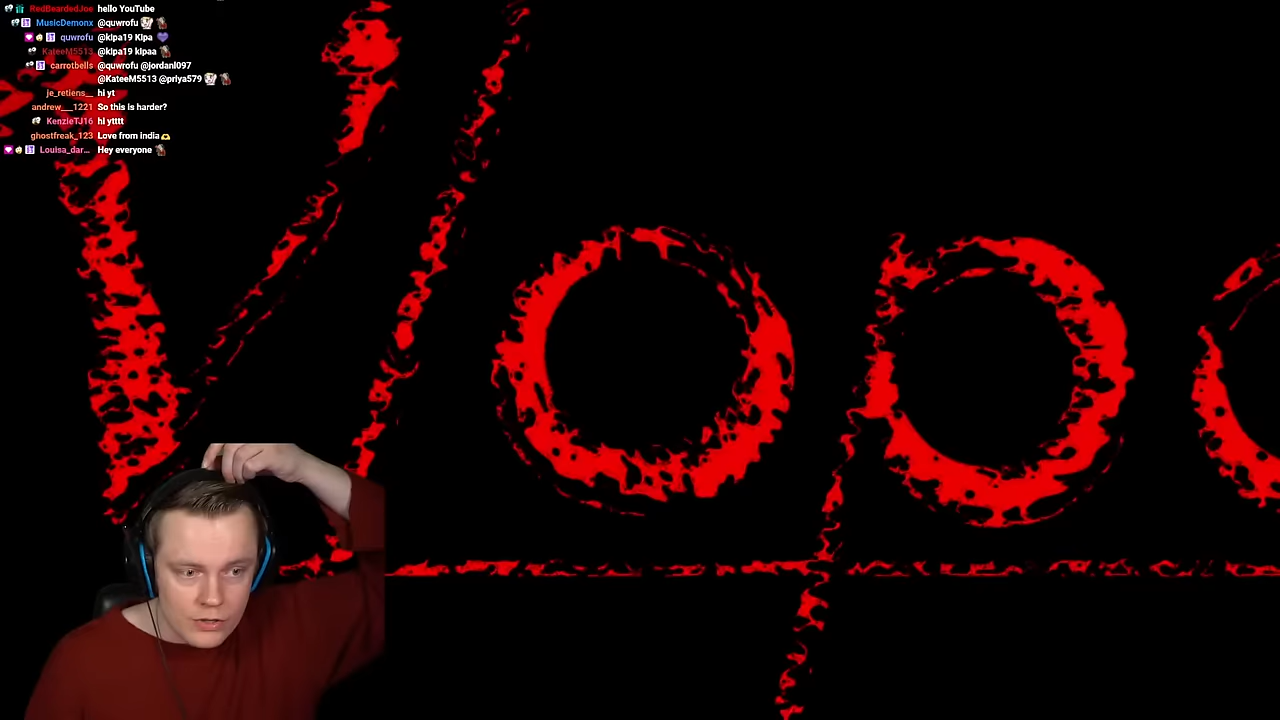 RedBeardedJoe hello YouTube
MusicDemonx @quwrofu
quwrofu @kipa19 Kipa
KateeM5513 @kipa19 kipaa
carrotbells @quwrofu @jordanl097
@KateeM5513 @priya579
je_retiens__ hi yt
andrew__1221 So this is harder?
KenzieTJ16 hi ytttt
ghostfreak_123 Love from india
Louisa_dar... Hey everyone